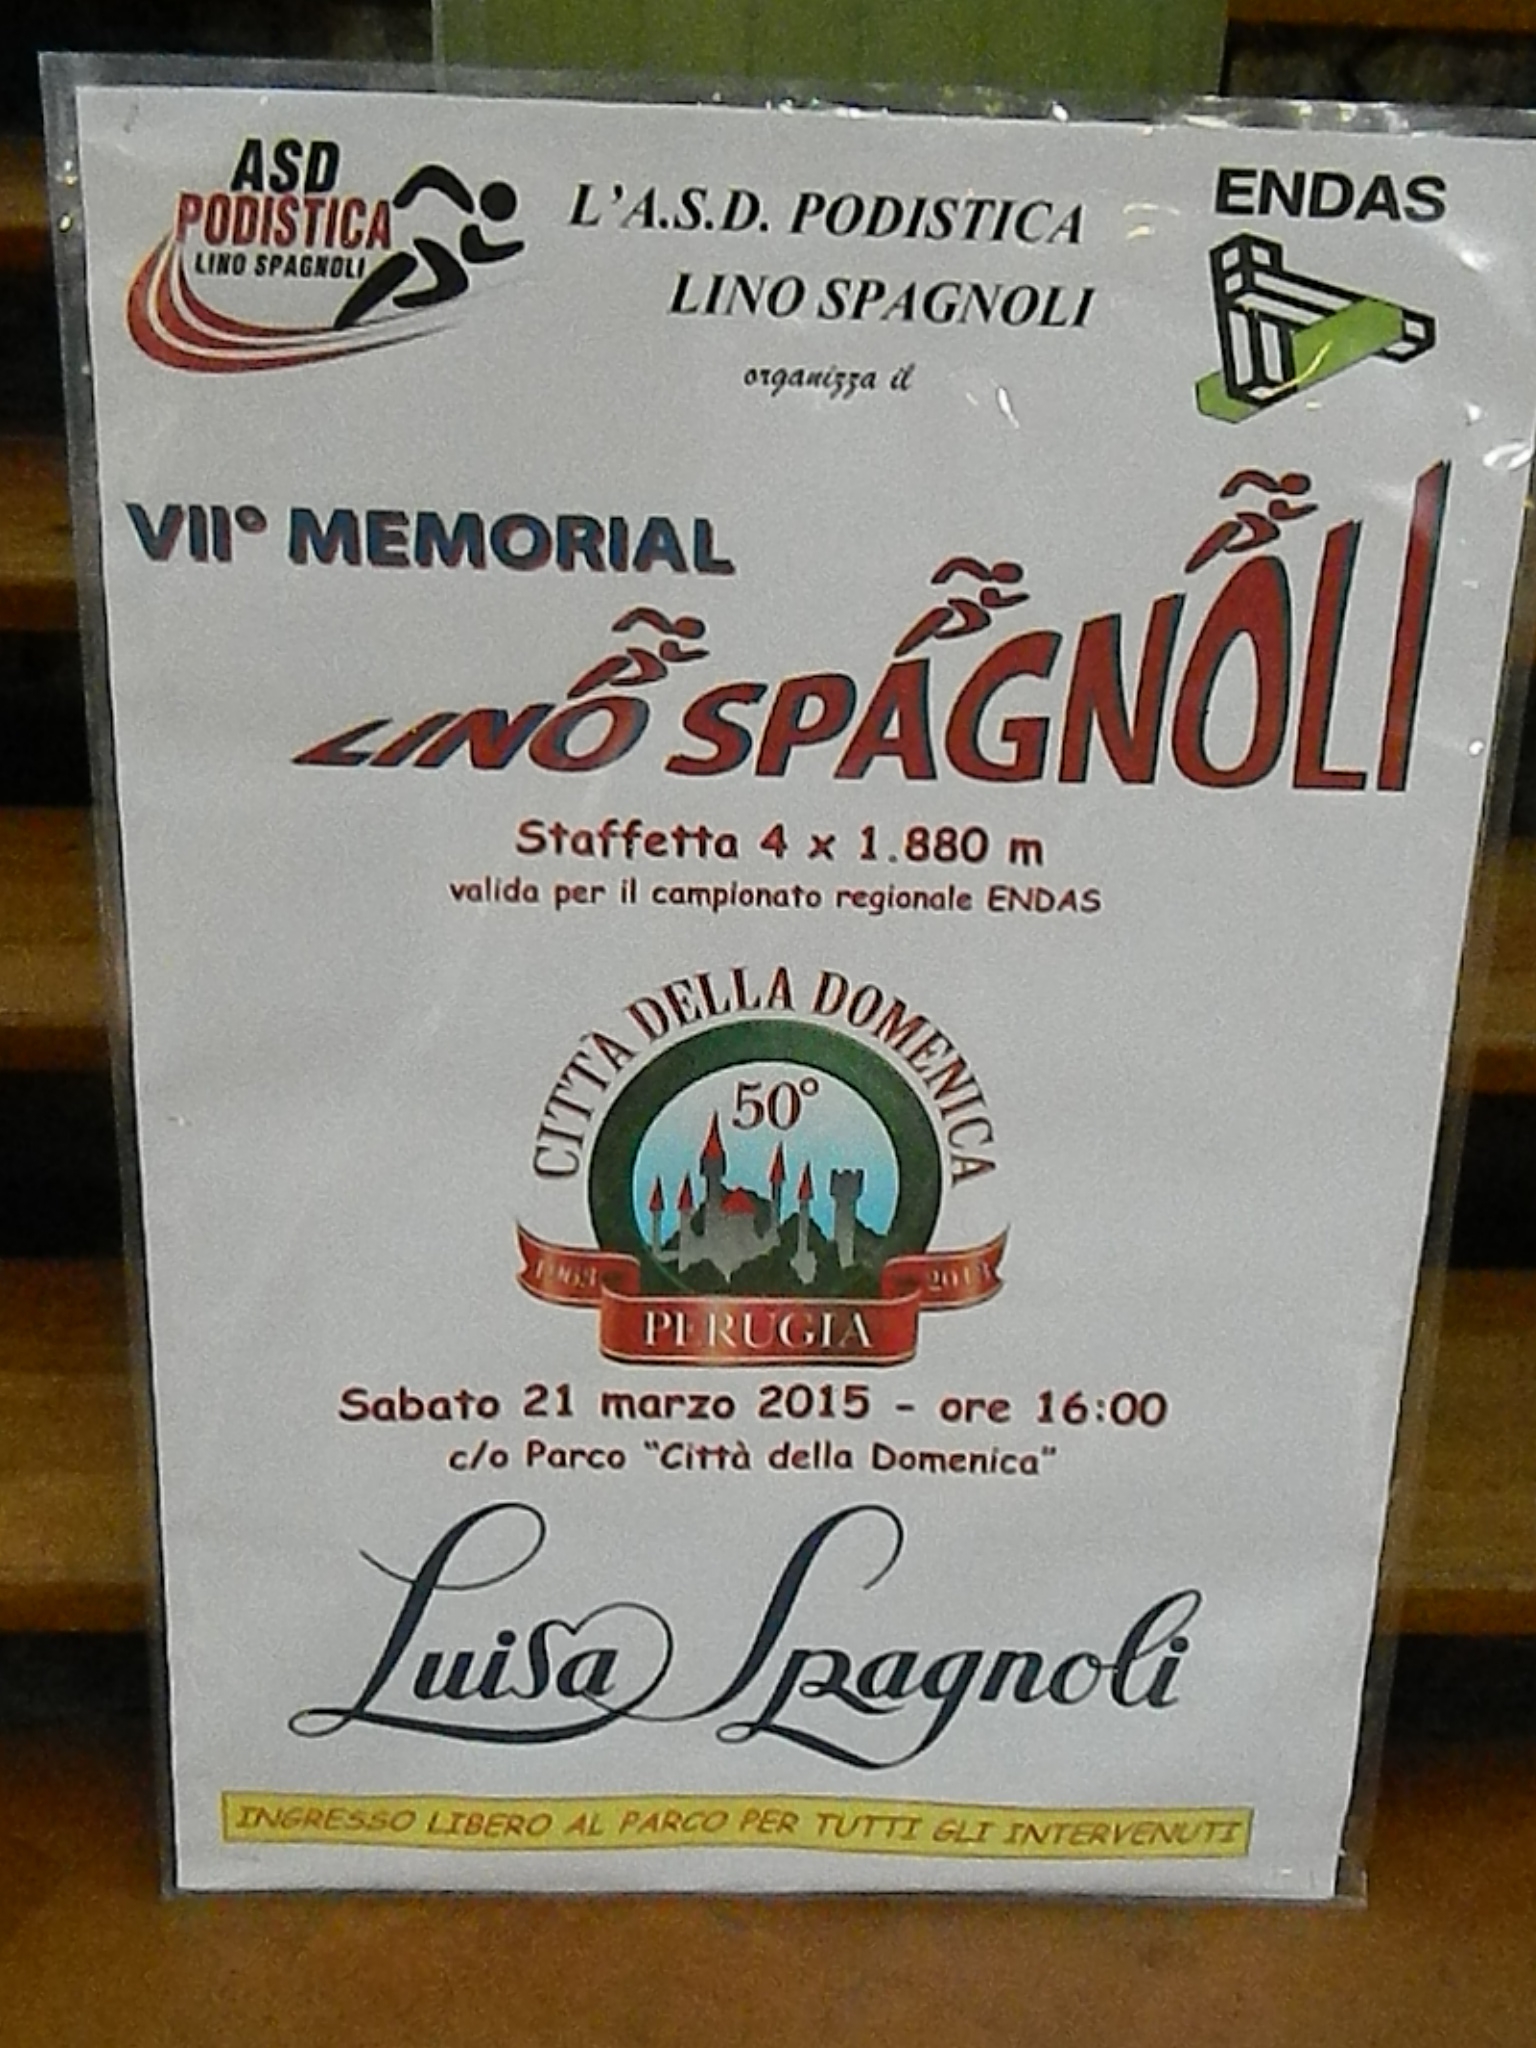 ASD
PODISTICA
LINO SPAGNOLI
L'A.S.D. PODISTICA
LINO SPAGNOLI
organizza il
ENDAS
VII° MEMORIAL
LINO SPAGNOLI
Staffetta 4 x 1.880 m
valida per il campionato regionale ENDAS
CITTÀ DELLA DOMENICA
50°
1963 2013
PERUGIA
Sabato 21 marzo 2015 - ore 16:00
c/o Parco "Città della Domenica"
Luisa Spagnoli
INGRESSO LIBERO AL PARCO PER TUTTI GLI INTERVENUTI